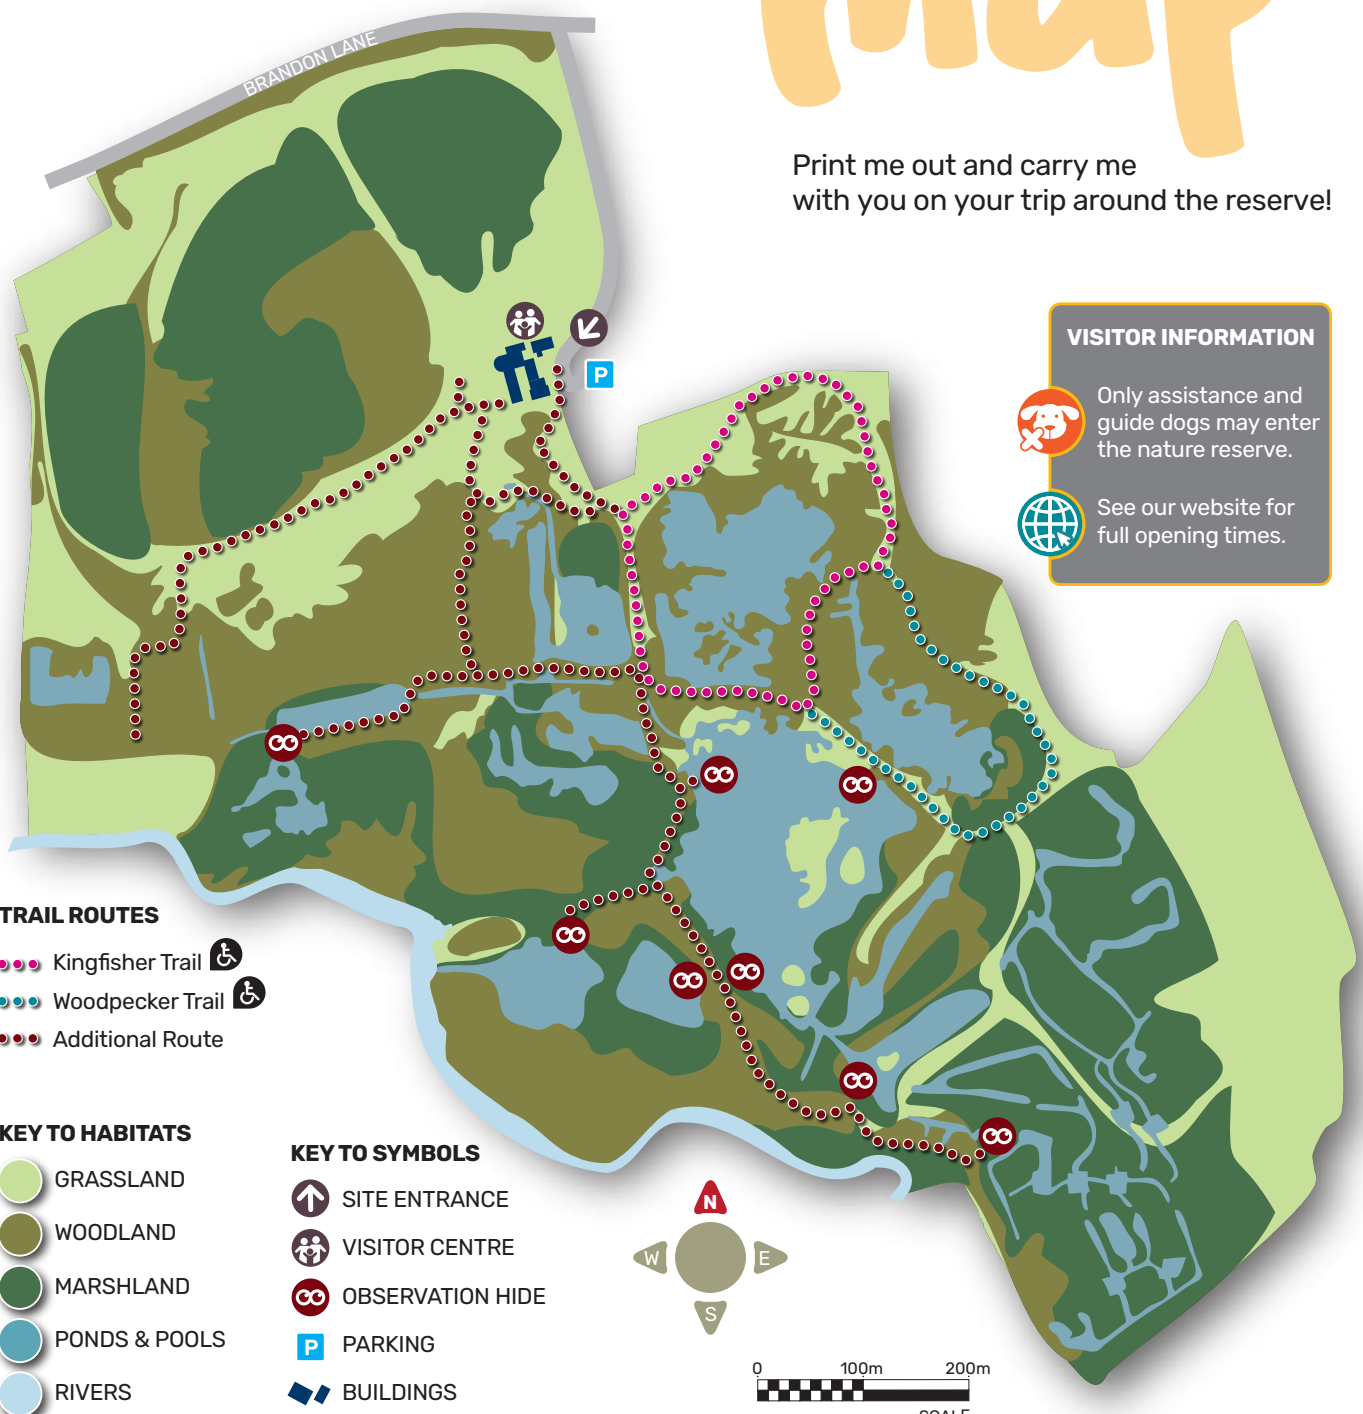 Map
BRANDON LANE
Print me out and carry me
with you on your trip around the reserve!
P
VISITOR INFORMATION
Only assistance and
guide dogs may enter
the nature reserve.
See our website for
full opening times.
TRAIL ROUTES
Kingfisher Trail
Woodpecker Trail
Additional Route
KEY TO HABITATS
GRASSLAND
WOODLAND
MARSHLAND
PONDS & POOLS
RIVERS
KEY TO SYMBOLS
SITE ENTRANCE
VISITOR CENTRE
OBSERVATION HIDE
P PARKING
BUILDINGS
N
W E
S
0 100m 200m
SCALE